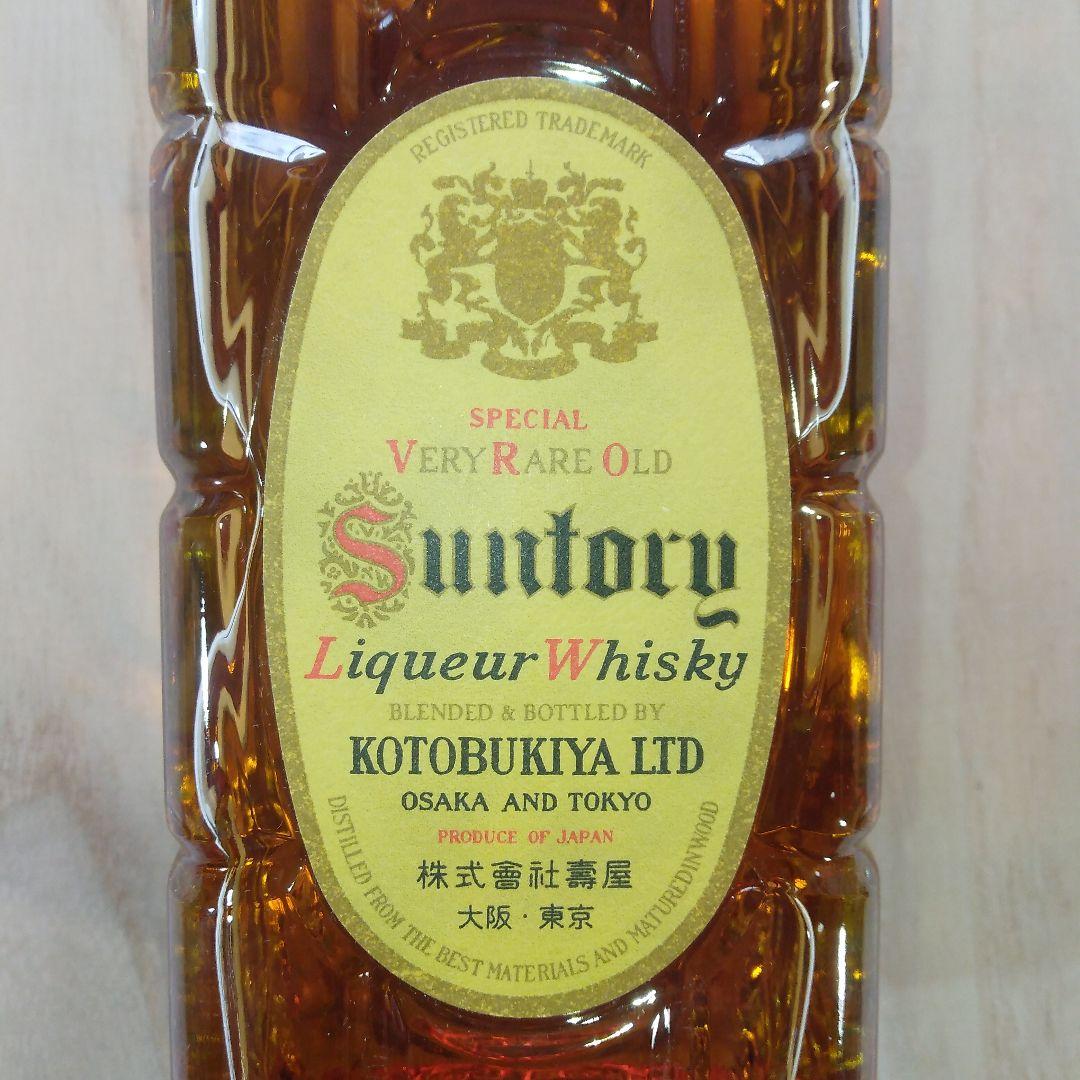 REGISTERED TRADEMARK
SPECIAL
VERY RARE OLD
Suntory
Liqueur Whisky
BLENDED & BOTTLED BY
KOTOBUKIYA LTD
OSAKA AND TOKYO
PRODUCE OF JAPAN
株式會社壽屋
大阪・東京
DISTILLED FROM THE BEST MATERIALS AND MATURED IN WOOD